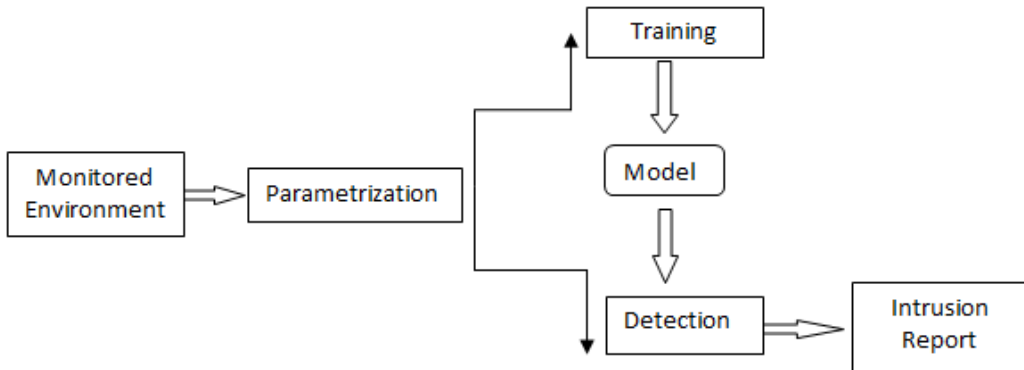 Training
Model
Monitored
Environment
Parametrization
Detection
Intrusion
Report